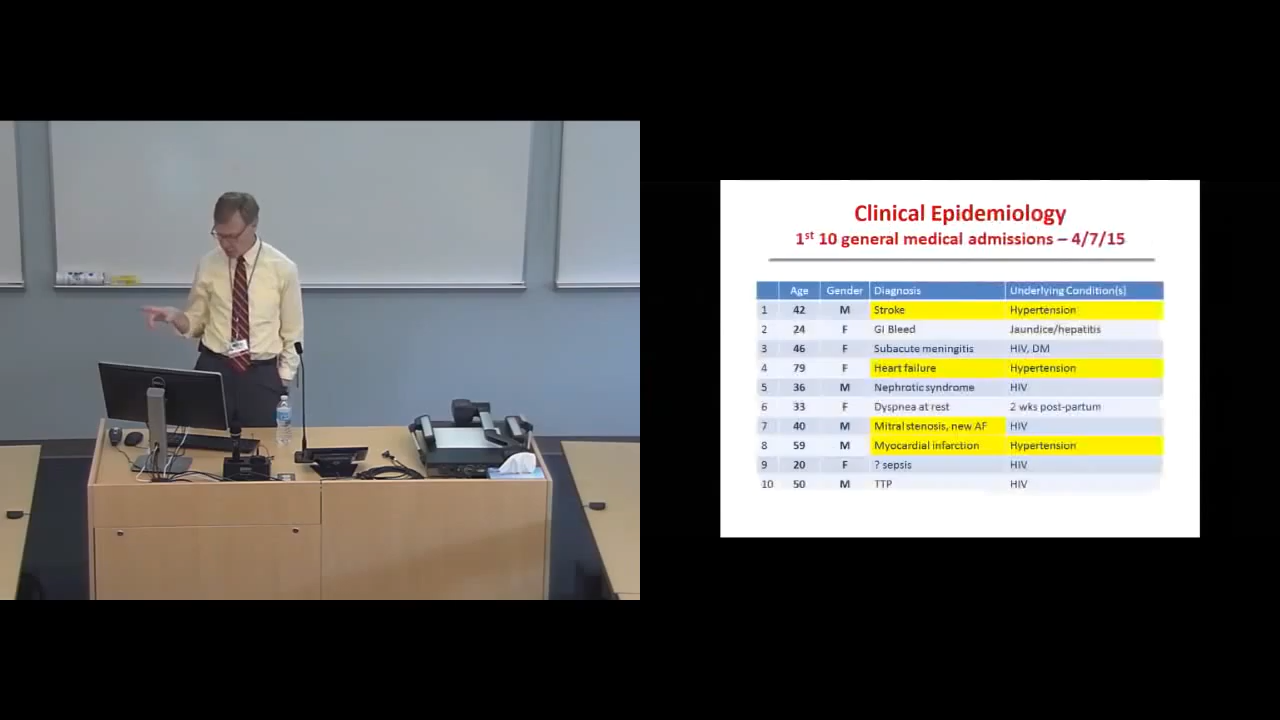 Clinical Epidemiology
1st 10 general medical admissions – 4/7/15
Age Gender Diagnosis Underlying Condition(s)
1 42 M Stroke Hypertension
2 24 F GI Bleed Jaundice/hepatitis
3 46 F Subacute meningitis HIV, DM
4 79 F Heart failure Hypertension
5 36 M Nephrotic syndrome HIV
6 33 F Dyspnea at rest 2 wks post-partum
7 40 M Mitral stenosis, new AF HIV
8 59 M Myocardial infarction Hypertension
9 20 F ? sepsis HIV
10 50 M TTP HIV